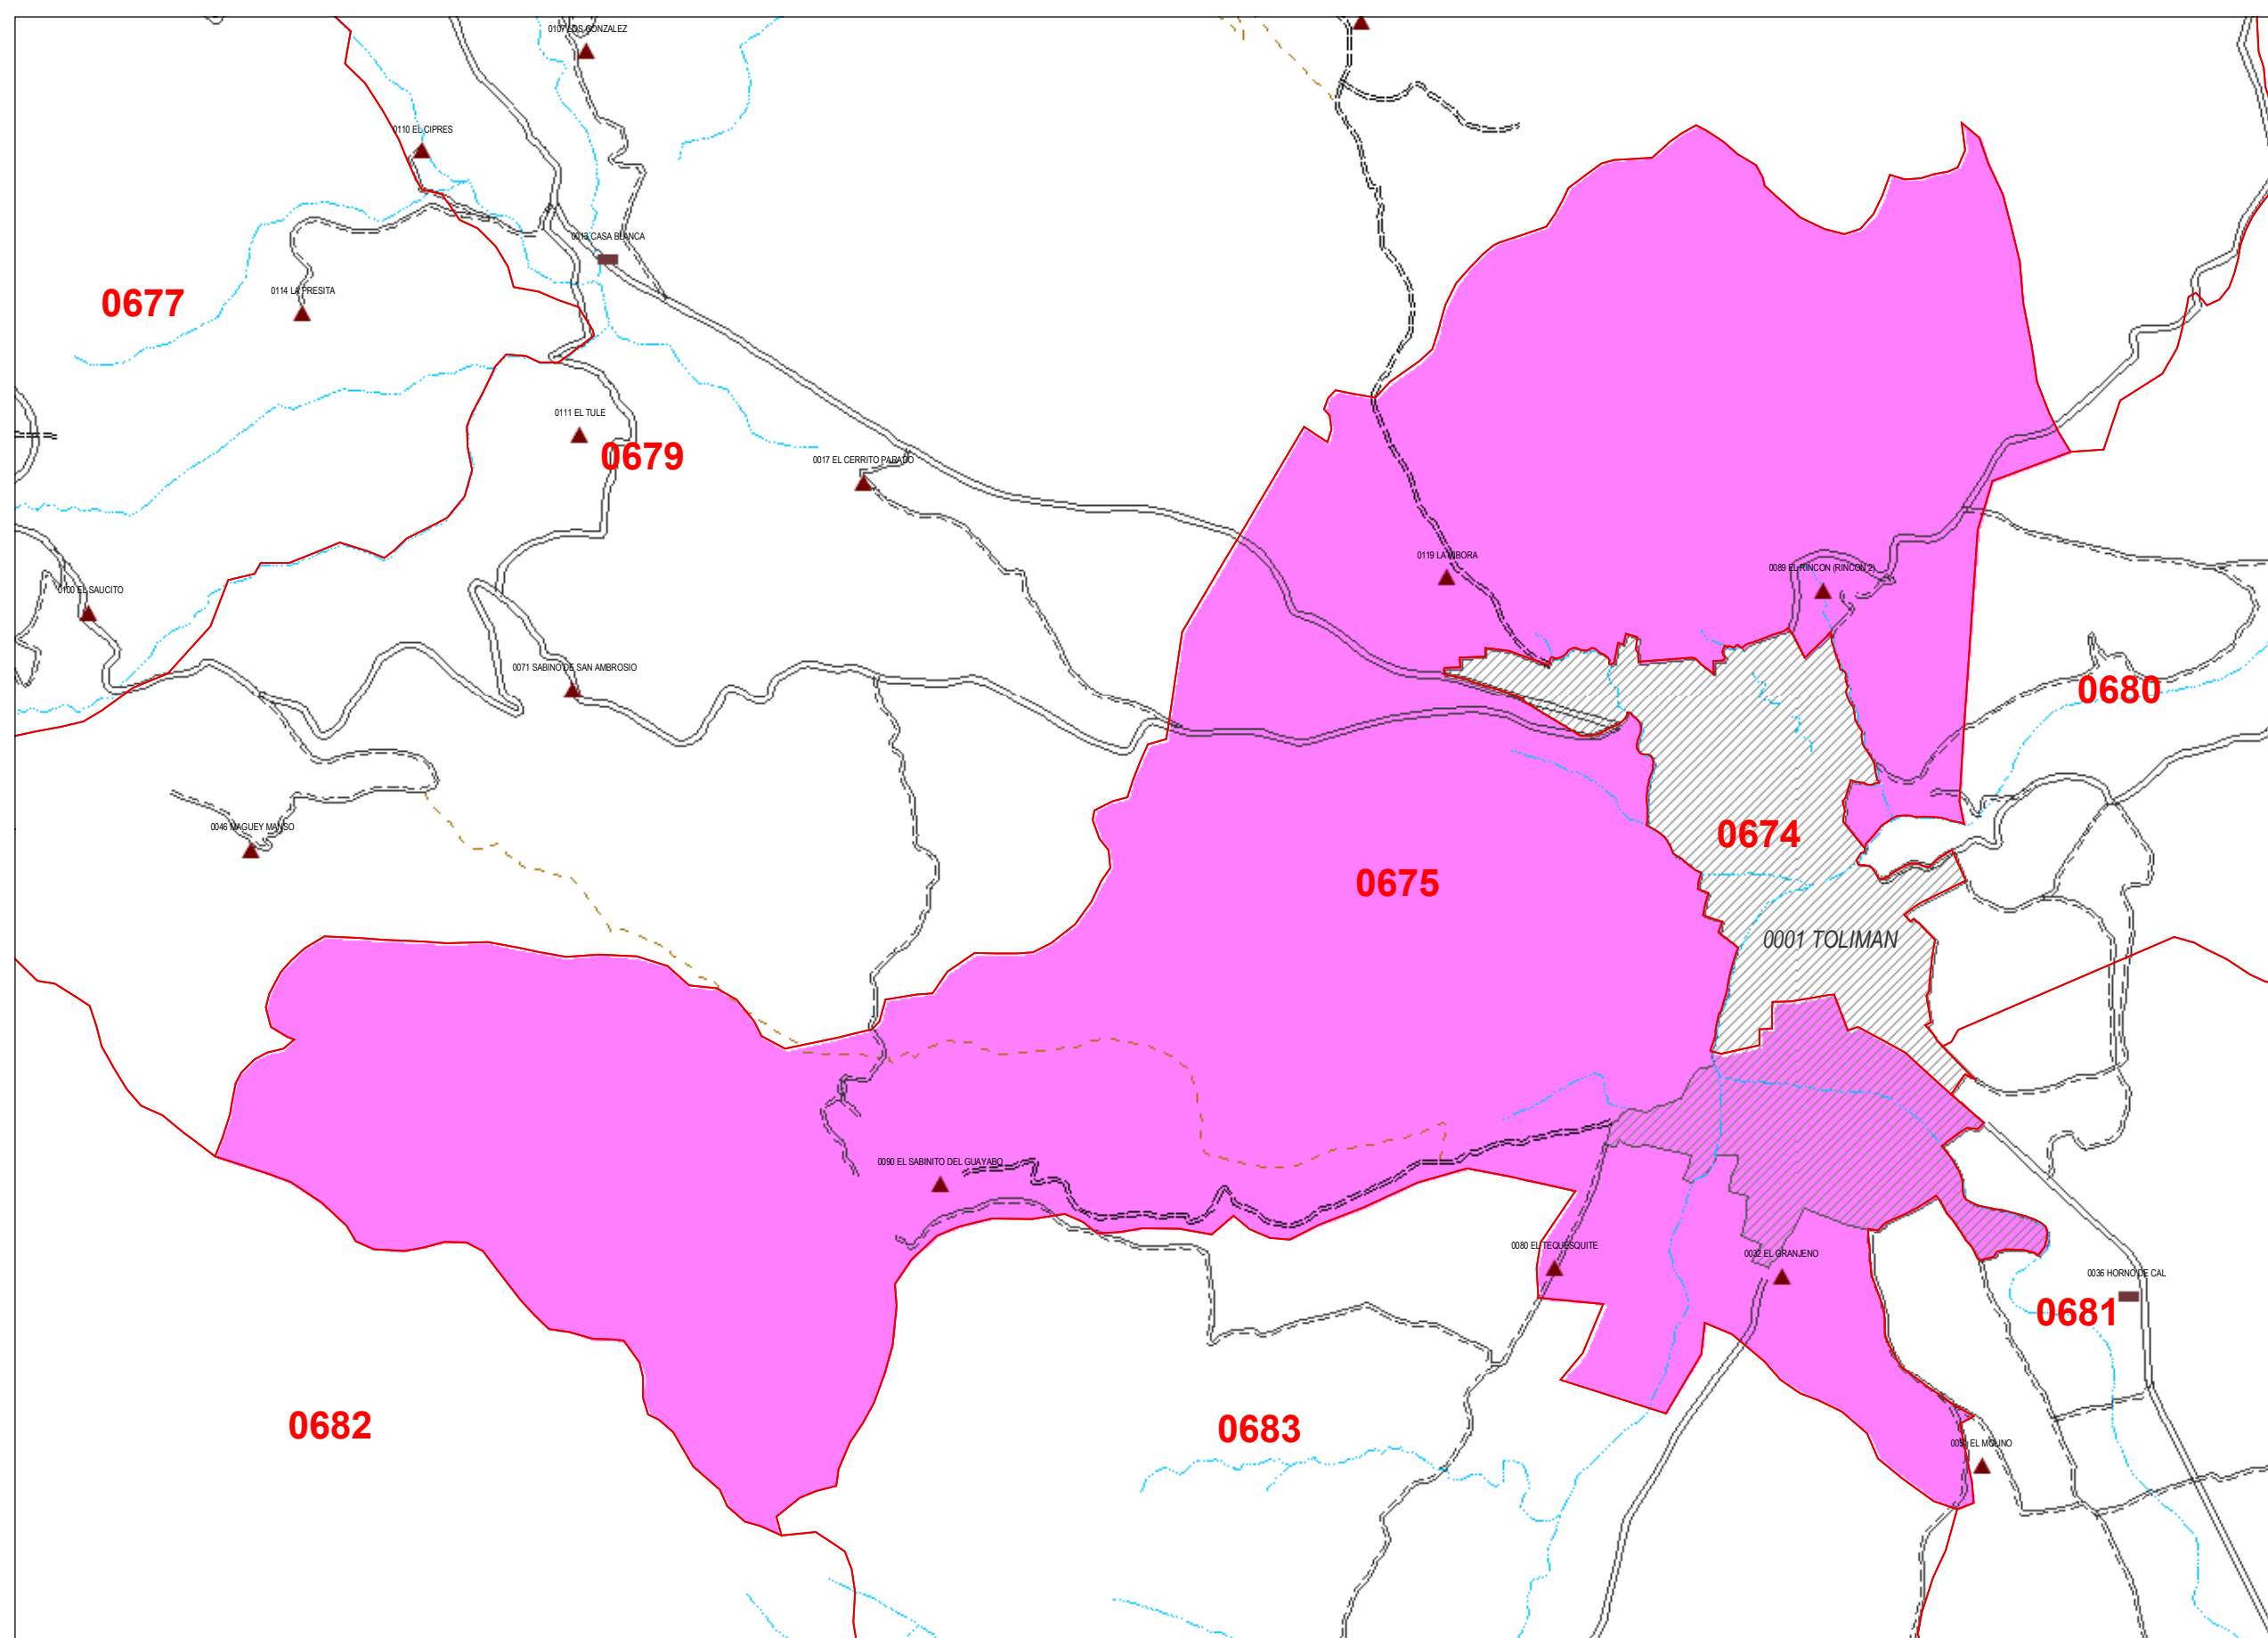 0107 LOS GONZALEZ
0110 EL CIPRES
0013 CASA BLANCA
0677
0114 LA PRESITA
0111 EL TULE
0679
0017 EL CERRITO PARADO
0119 LA VIBORA
0089 EL RINCON (RINCON 2)
0100 EL SAUCITO
0071 SABINO DE SAN AMBROSIO
0680
0046 MAGUEY MANSO
0674
0675
0001 TOLIMAN
0090 EL SABINITO DEL GUAYABO
0080 EL TEQUESQUITE
0032 EL GRANJENO
0036 HORNO DE CAL
0681
0682
0683
EL MOLINO